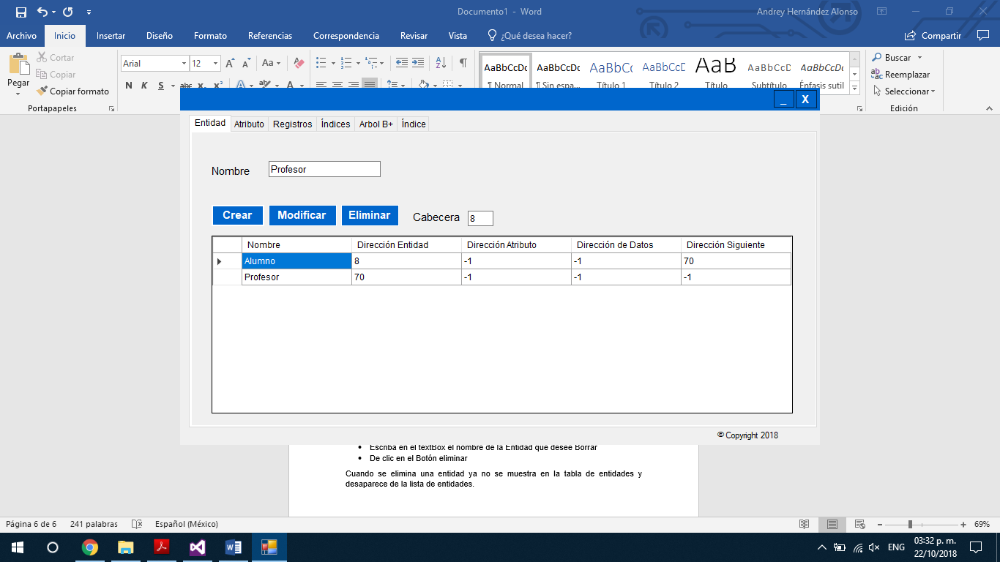 Documento1 - Word
Andrey Hernández Alonso
Archivo Inicio Insertar Diseño Formato Referencias Correspondencia Revisar Vista ¿Qué desea hacer? Compartir
Pegar
Cortar
Copiar
Copiar formato
Portapapeles
Arial 12 A A Aa
N K S abc x₂ x² A aby A
AaBbCcDc AaBbCcDc AaBbCc AaBbCcD AaB AaBbCcD AaBbCcDc
¶ Normal ¶ Sin espa... Título 1 Título 2 Título Subtítulo Énfasis sutil
Buscar
Reemplazar
Seleccionar
Edición
_ X
Entidad Atributo Registros Índices Arbol B+ Índice
Nombre Profesor
Crear Modificar Eliminar Cabecera 8
Nombre Dirección Entidad Dirección Atributo Dirección de Datos Dirección Siguiente
Alumno 8 -1 -1 70
Profesor 70 -1 -1 -1
© Copyright 2018
• Escriba en el textBox el nombre de la Entidad que desee Borrar
• De clic en el Botón eliminar
Cuando se elimina una entidad ya no se muestra en la tabla de entidades y
desaparece de la lista de entidades.
Página 6 de 6 241 palabras Español (México) 69%
ENG
03:32 p. m.
22/10/2018